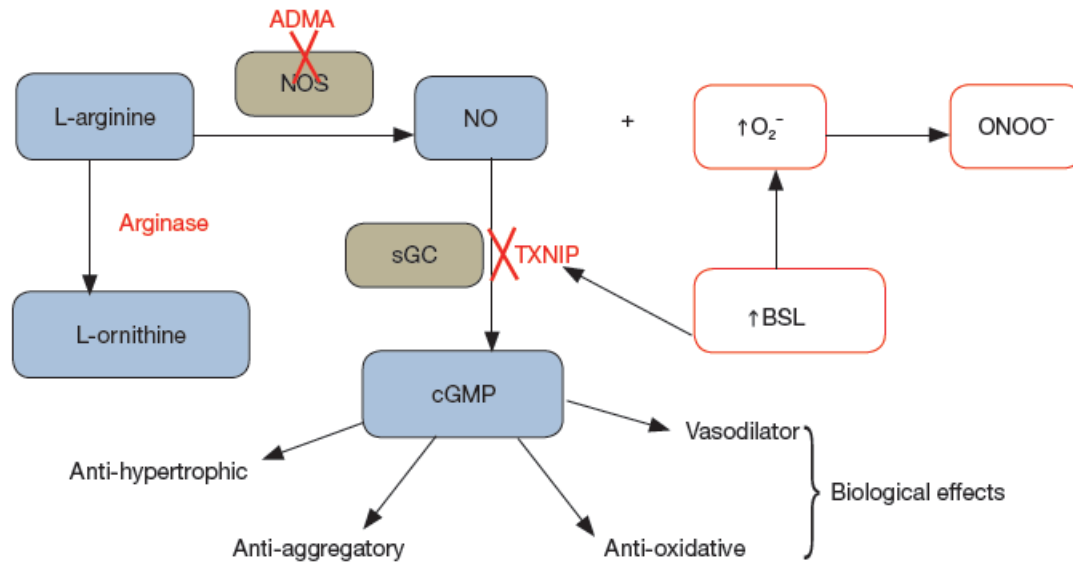 ADMA
NOS
L-arginine
NO
+
↑O₂⁻
ONOO⁻
Arginase
sGC
TXNIP
↑BSL
L-ornithine
cGMP
Vasodilator
Anti-hypertrophic
Biological effects
Anti-aggregatory
Anti-oxidative